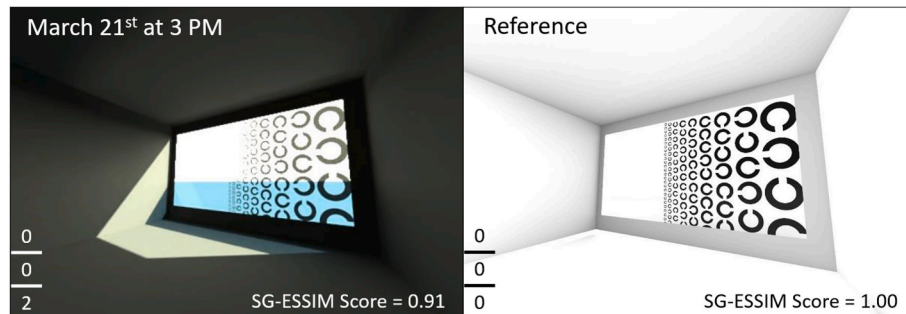 March 21st at 3 PM
0
0
2
SG-ESSIM Score = 0.91
Reference
0
0
0
SG-ESSIM Score = 1.00